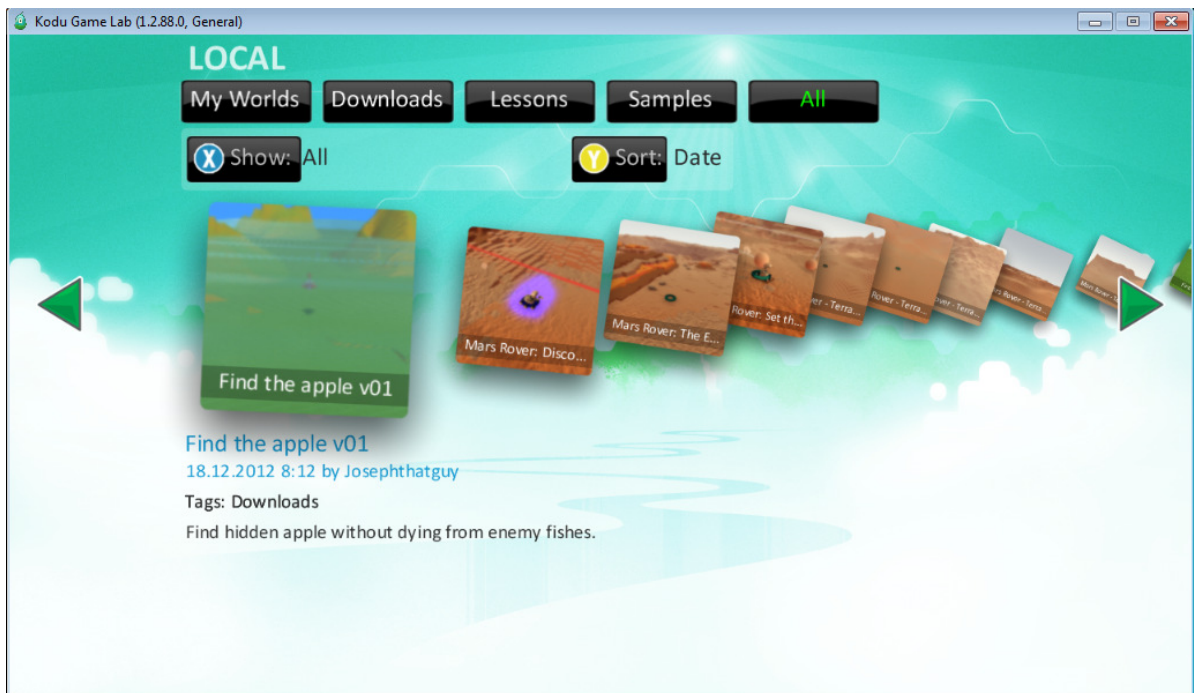 Kodu Game Lab (1.2.88.0, General)
LOCAL
My Worlds Downloads Lessons Samples All
X Show: All Y Sort: Date
Find the apple v01
Mars Rover: Disco...
Mars Rover: The E...
Rover: Set th...
Rover - Terra...
Find the apple v01
18.12.2012 8:12 by Josephthatguy
Tags: Downloads
Find hidden apple without dying from enemy fishes.